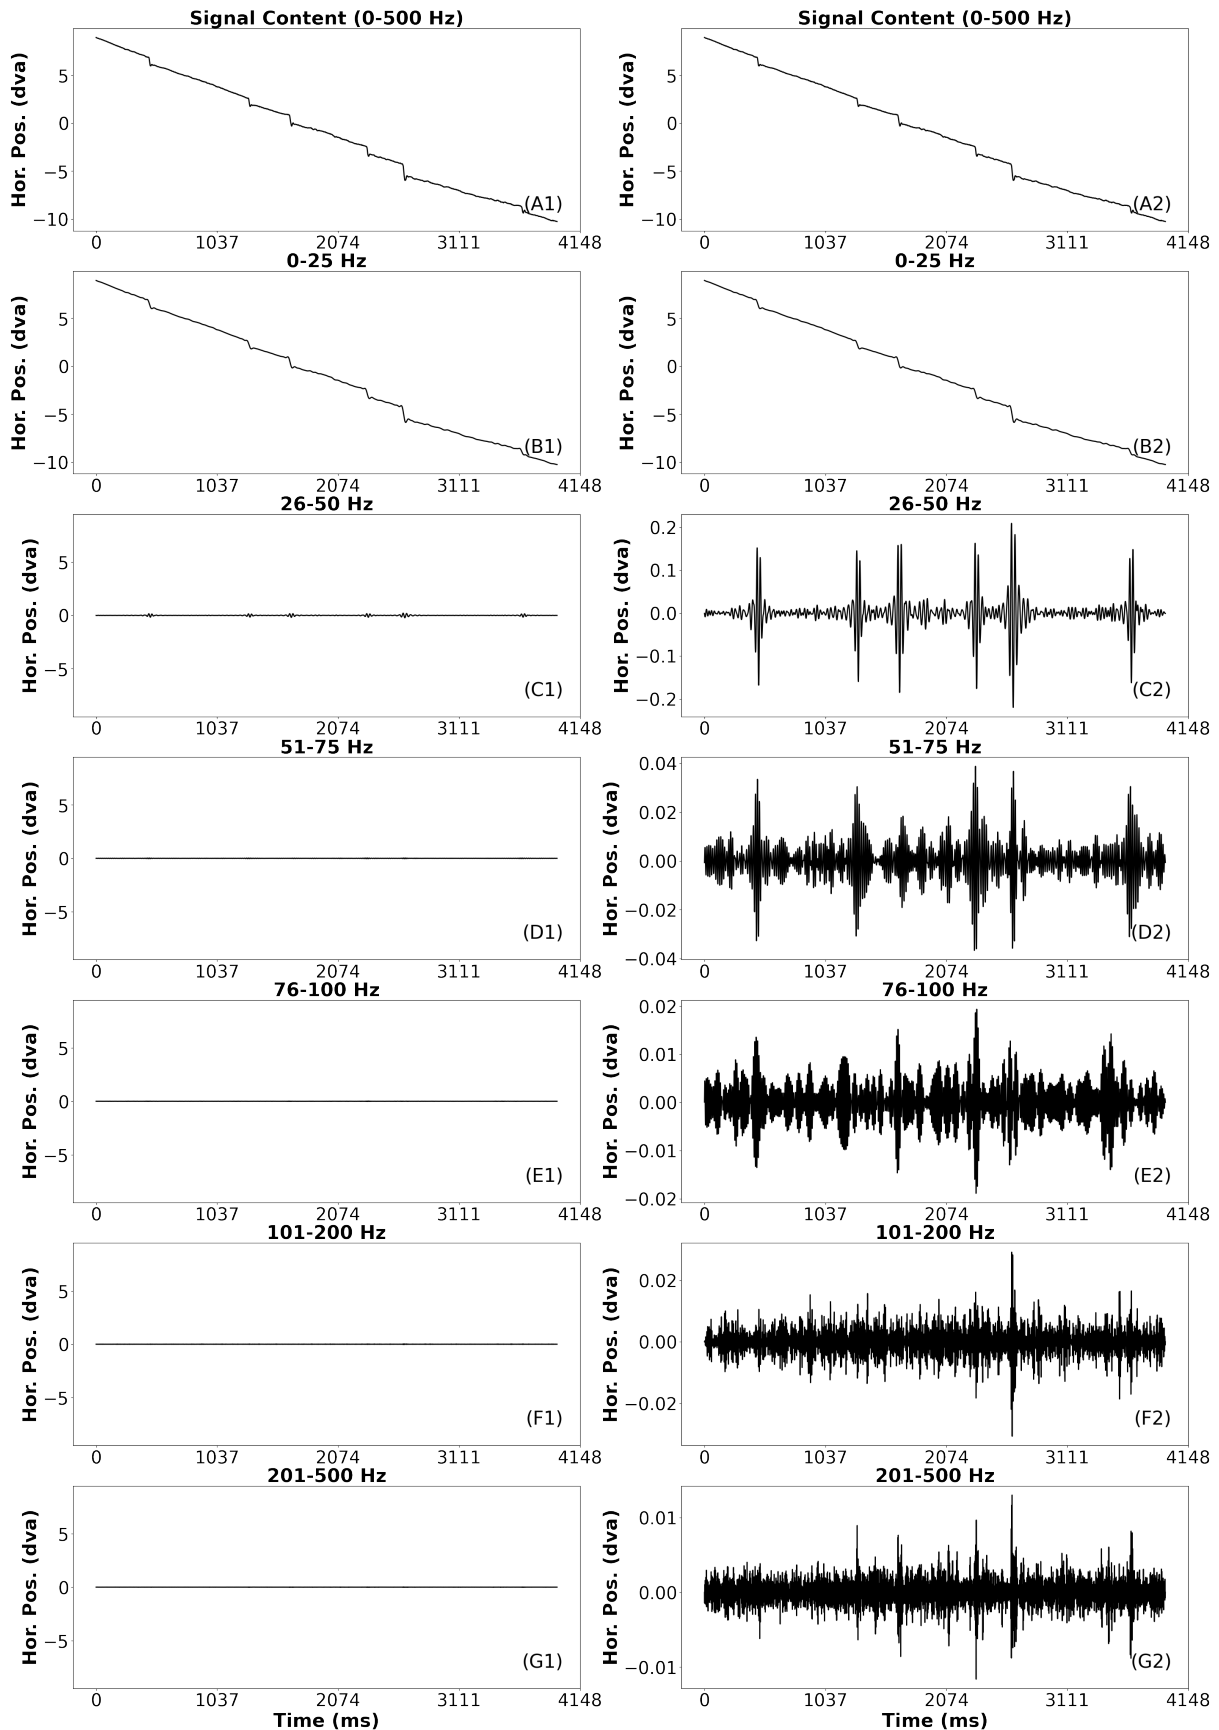 Signal Content (0-500 Hz)
Hor. Pos. (dva)
5
0
−5
−10
(A1)
0 1037 2074 3111 4148
Signal Content (0-500 Hz)
Hor. Pos. (dva)
5
0
−5
−10
(A2)
0 1037 2074 3111 4148
0-25 Hz
Hor. Pos. (dva)
5
0
−5
−10
(B1)
0 1037 2074 3111 4148
0-25 Hz
Hor. Pos. (dva)
5
0
−5
−10
(B2)
0 1037 2074 3111 4148
26-50 Hz
Hor. Pos. (dva)
5
0
−5
(C1)
0 1037 2074 3111 4148
26-50 Hz
Hor. Pos. (dva)
0.2
0.1
0.0
−0.1
−0.2
(C2)
0 1037 2074 3111 4148
51-75 Hz
Hor. Pos. (dva)
5
0
−5
(D1)
0 1037 2074 3111 4148
51-75 Hz
Hor. Pos. (dva)
0.04
0.02
0.00
−0.02
−0.04
(D2)
0 1037 2074 3111 4148
76-100 Hz
Hor. Pos. (dva)
5
0
−5
(E1)
0 1037 2074 3111 4148
76-100 Hz
Hor. Pos. (dva)
0.02
0.01
0.00
−0.01
−0.02
(E2)
0 1037 2074 3111 4148
101-200 Hz
Hor. Pos. (dva)
5
0
−5
(F1)
0 1037 2074 3111 4148
101-200 Hz
Hor. Pos. (dva)
0.02
0.00
−0.02
(F2)
0 1037 2074 3111 4148
201-500 Hz
Hor. Pos. (dva)
5
0
−5
(G1)
0 1037 2074 3111 4148
Time (ms)
201-500 Hz
Hor. Pos. (dva)
0.01
0.00
−0.01
(G2)
0 1037 2074 3111 4148
Time (ms)